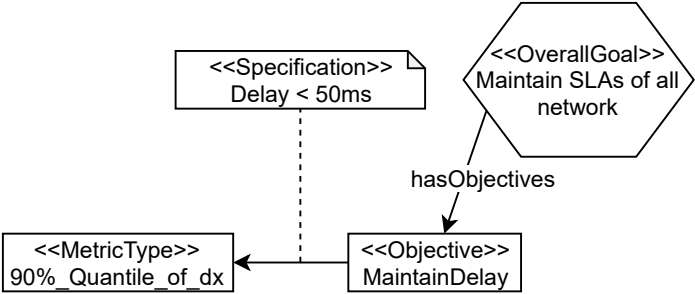 <<Specification>>
Delay < 50ms
<<OverallGoal>>
Maintain SLAs of all
network
hasObjectives
<<MetricType>>
90%_Quantile_of_dx
<<Objective>>
MaintainDelay